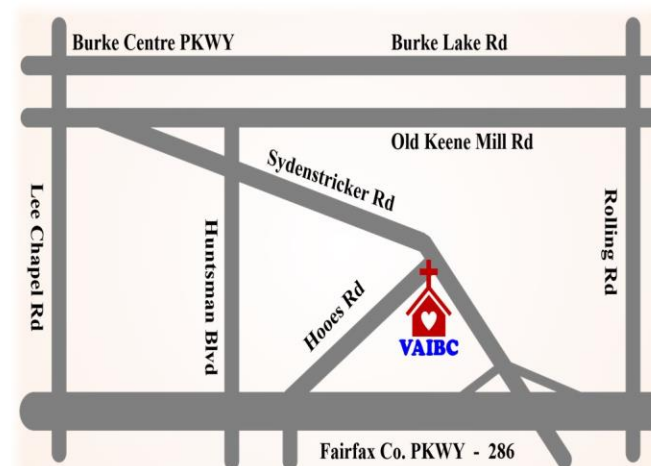 Burke Centre PKWY
Burke Lake Rd
Old Keene Mill Rd
Sydenstricker Rd
Lee Chapel Rd
Huntsman Blvd
Rolling Rd
Hooes Rd
VAIBC
Fairfax Co. PKWY - 286